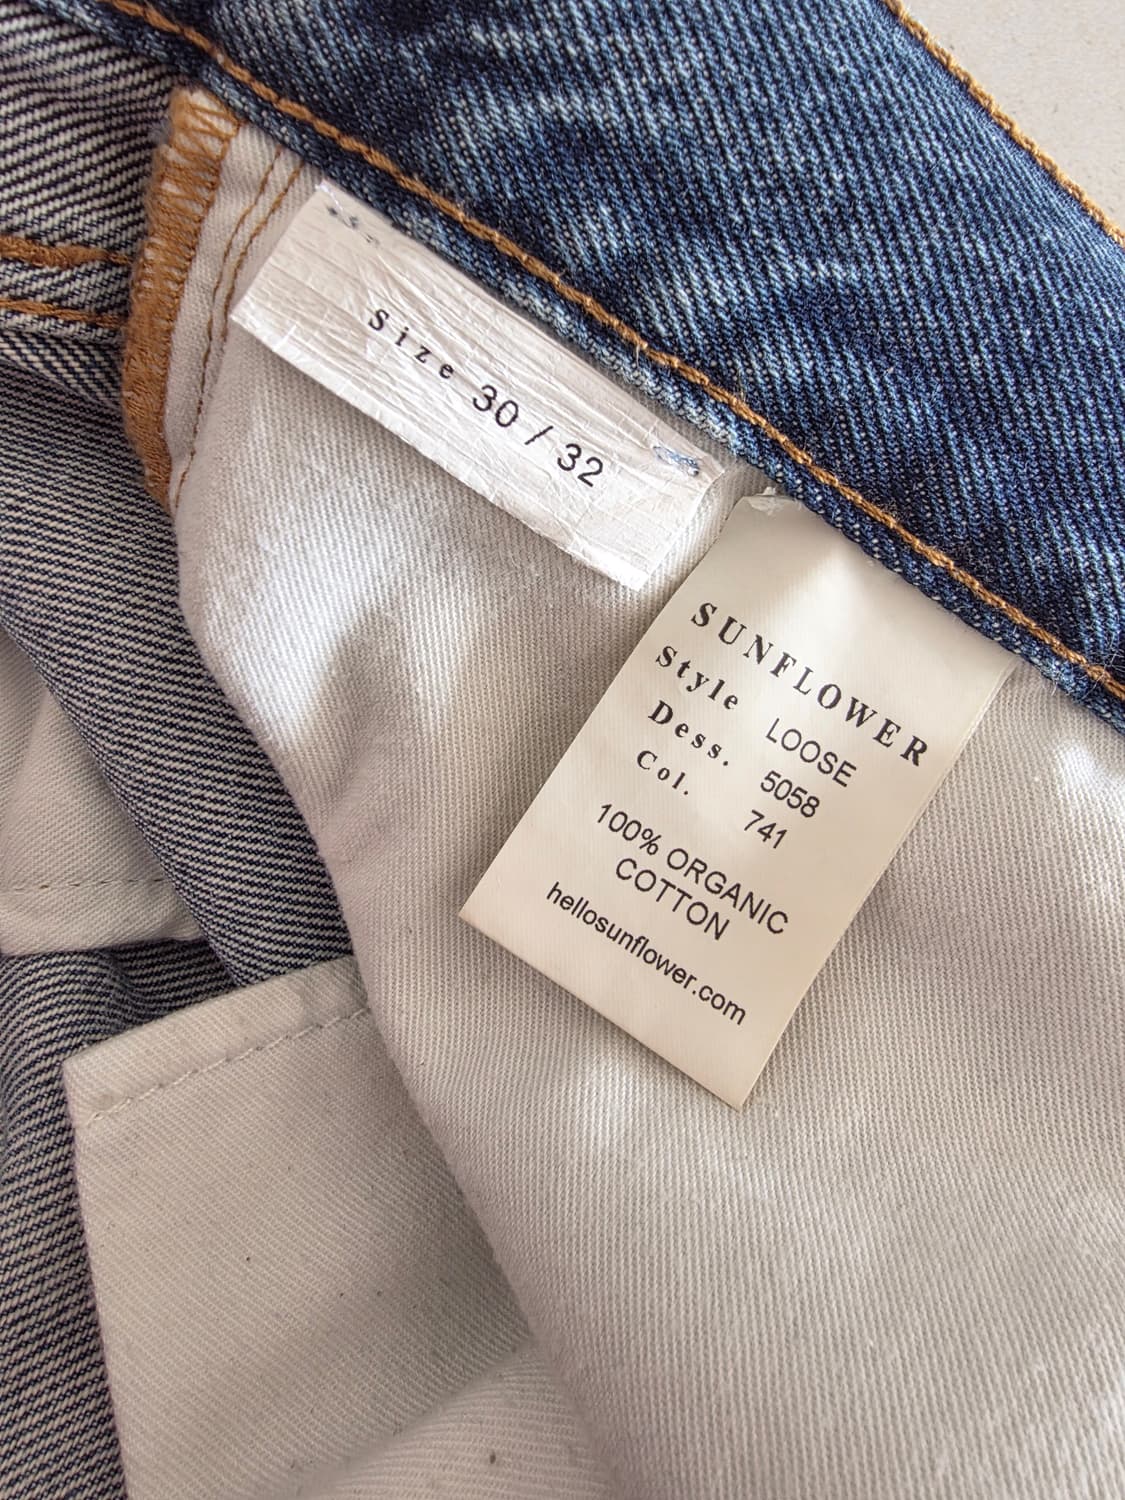 Size 30 / 32
SUNFLOWER
Style LOOSE
Dess. 5058
Col. 741
100% ORGANIC
COTTON
hellosunflower.com